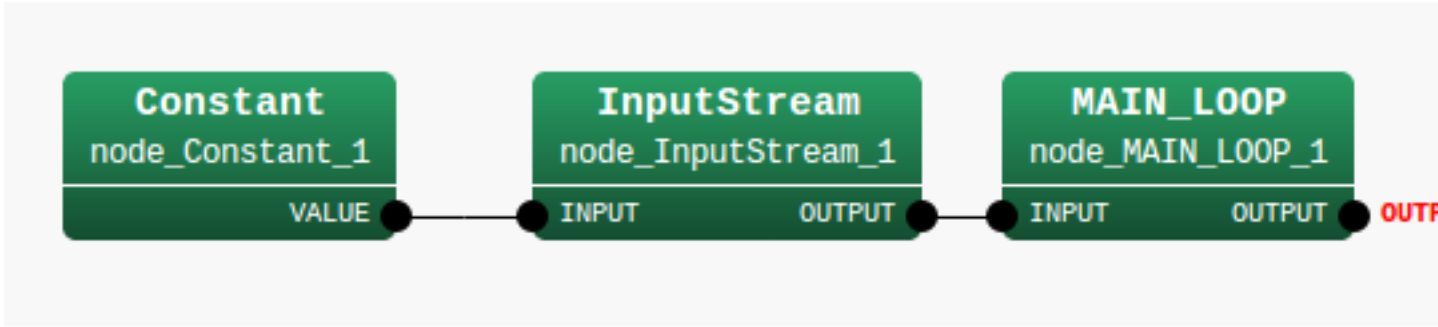 Constant
node_Constant_1
VALUE
InputStream
node_InputStream_1
INPUT OUTPUT
MAIN_LOOP
node_MAIN_LOOP_1
INPUT OUTPUT